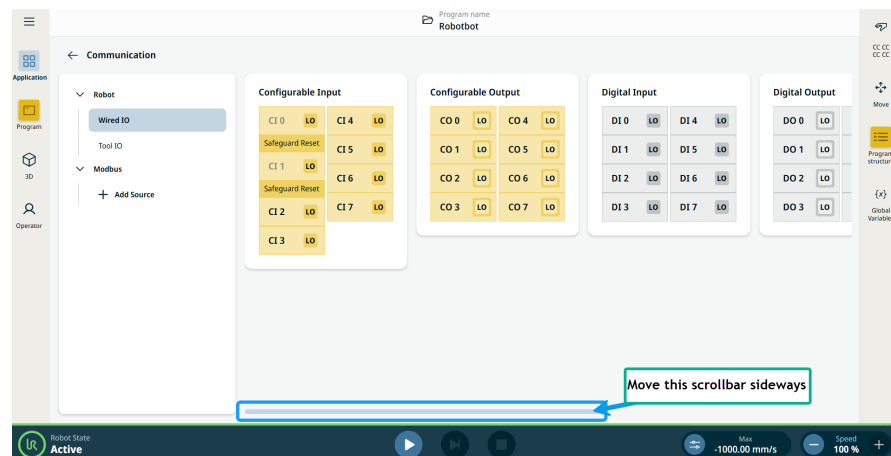 Program name
Robotbot
Communication
Application
Program
3D
Operator
Robot
Wired IO
Tool IO
Modbus
Add Source
Configurable Input
CI 0 LO CI 4 LO
Safeguard Reset
CI 5 LO
CI 1 LO
CI 6 LO
Safeguard Reset
CI 2 LO CI 7 LO
CI 3 LO
Configurable Output
CO 0 LO CO 4 LO
CO 1 LO CO 5 LO
CO 2 LO CO 6 LO
CO 3 LO CO 7 LO
Digital Input
DI 0 LO DI 4 LO
DI 1 LO DI 5 LO
DI 2 LO DI 6 LO
DI 3 LO DI 7 LO
Digital Output
DO 0 LO
DO 1 LO
DO 2 LO
DO 3 LO
CC CC
CC CC
Move
Program
structur
{x}
Global
Variable
Move this scrollbar sideways
UR
Robot State
Active
Max
-1000.00 mm/s
Speed
100 %